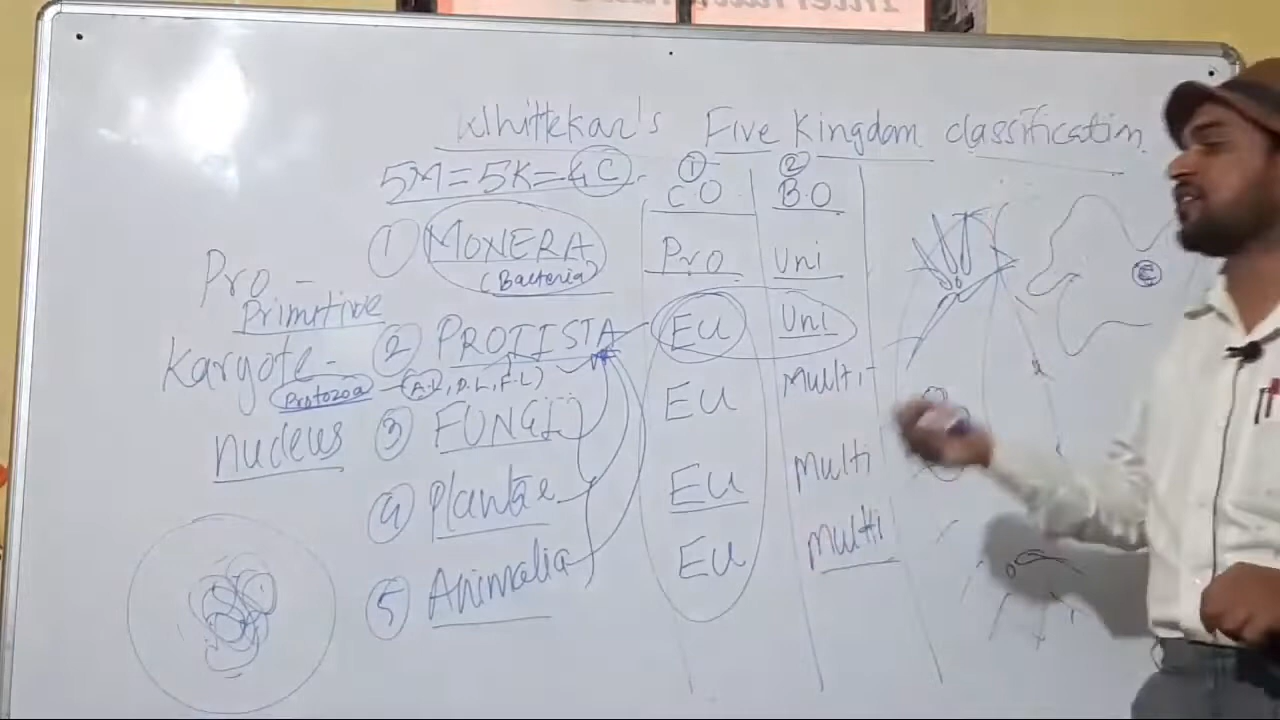 Whittekar's Five Kingdom classification
5M=5K=4C
① ②
C.O B.O
① MONERA Pro Uni
(Bacteria)
Pro -
Primitive
② PROTISTA EU Uni
Karyote -
Protozoa - (A.L, P.L, F.L)
③ FUNGI EU Multi
nucleus
④ Plantae EU Multi
⑤ Animalia EU Multi